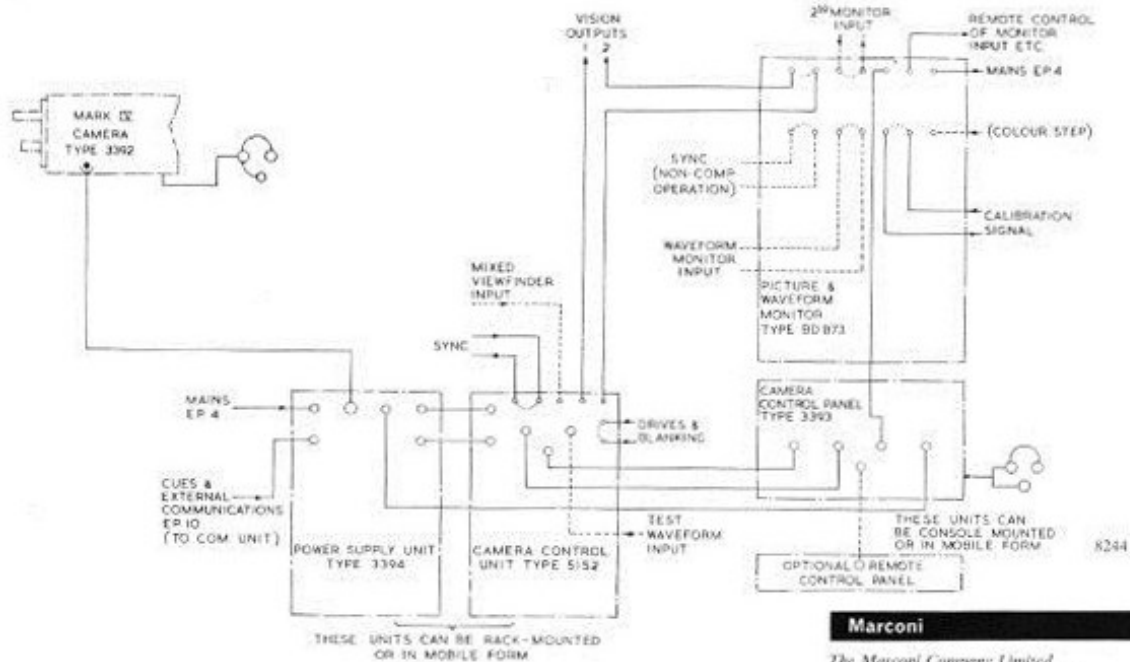 VISION
OUTPUTS
1 2
2ND MONITOR
INPUT
REMOTE CONTROL
OF MONITOR
INPUT ETC
MAINS EP 4
MARK IV
CAMERA
TYPE 3392
(COLOUR STEP)
SYNC
(NON-COMP
OPERATION)
CALIBRATION
SIGNAL
WAVEFORM
MONITOR
INPUT
MIXED
VIEWFINDER
INPUT
PICTURE &
WAVEFORM
MONITOR
TYPE BD 873
SYNC
MAINS
EP 4
CAMERA
CONTROL PANEL
TYPE 3393
DRIVES &
BLANKING
CUES &
EXTERNAL
COMMUNICATIONS
EP 10
(TO COM. UNIT)
TEST
WAVEFORM
INPUT
POWER SUPPLY UNIT
TYPE 3394
CAMERA CONTROL
UNIT TYPE 5152
THESE UNITS CAN
BE CONSOLE MOUNTED
OR IN MOBILE FORM
8244
OPTIONAL REMOTE
CONTROL PANEL
THESE UNITS CAN BE RACK-MOUNTED
OR IN MOBILE FORM
Marconi
The Marconi Company Limited